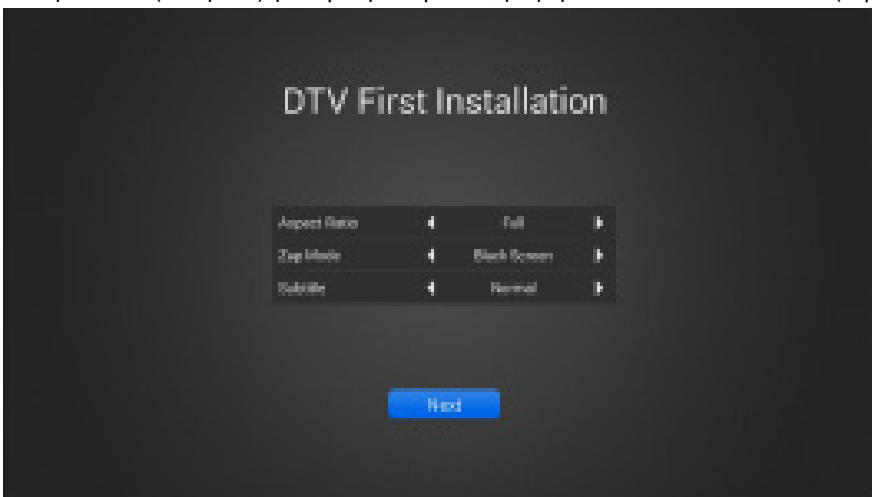 DTV First Installation
Aspect Ratio Full
Zap Mode Black Screen
Subtitle Normal
Next